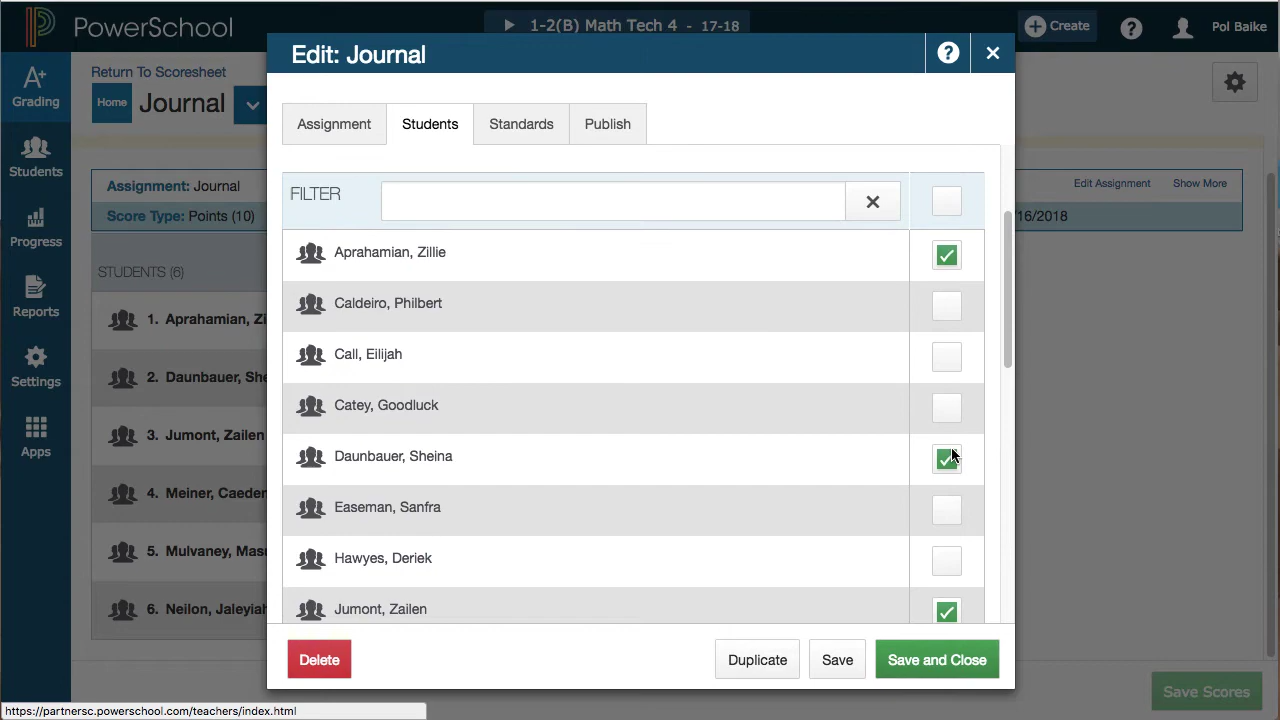 PowerSchool
1-2(B) Math Tech 4 - 17-18
Create
Pol Baike
Edit: Journal
Return To Scoresheet
Home
Journal
Grading
Students
Progress
Reports
Settings
Apps
Assignment
Students
Standards
Publish
FILTER
Assignment: Journal
Edit Assignment
Show More
Score Type: Points (10)
16/2018
STUDENTS (6)
1. Aprahamian, Zi
2. Daunbauer, She
3. Jumont, Zailen
4. Meiner, Caeden
5. Mulvaney, Mas
6. Neilon, Jaleyiah
Aprahamian, Zillie
Caldeiro, Philbert
Call, Eilijah
Catey, Goodluck
Daunbauer, Sheina
Easeman, Sanfra
Hawyes, Deriek
Jumont, Zailen
Delete
Duplicate
Save
Save and Close
Save Scores
https://partnersc.powerschool.com/teachers/index.html